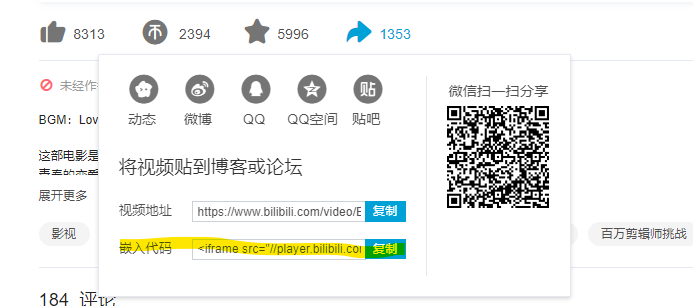 8313 2394 5996 1353
未经作
动态 微博 QQ QQ空间 贴吧
微信扫一扫分享
BGM: Lov
这部电影是
将视频贴到博客或论坛
展开更多
视频地址 https://www.bilibili.com/video/E 复制
影视
嵌入代码 <iframe src="//player.bilibili.com 复制
百万剪辑师挑战
184 评论